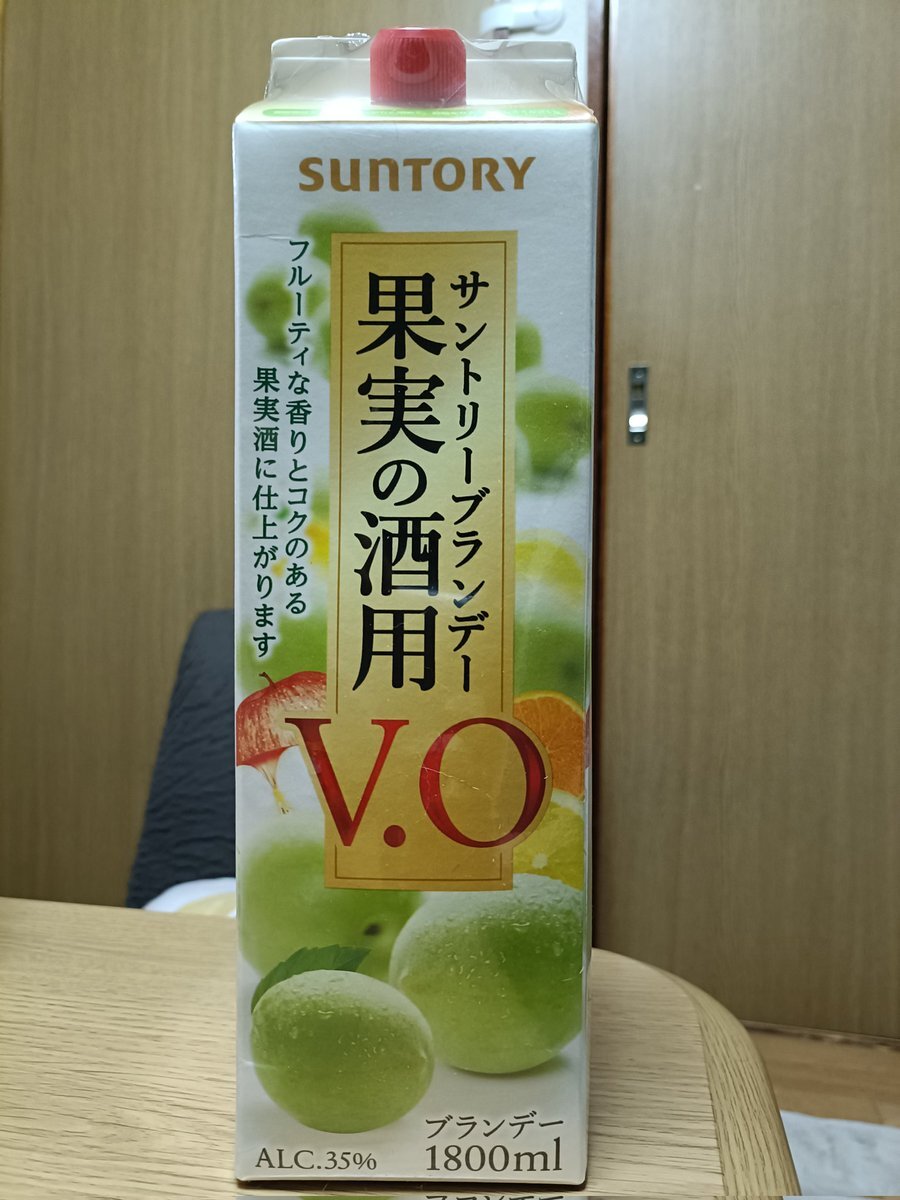 SUNTORY
サントリーブランデー
果実の酒用
V.O
フルーティな香りとコクのある
果実酒に仕上がります
ALC.35%
ブランデー
1800ml